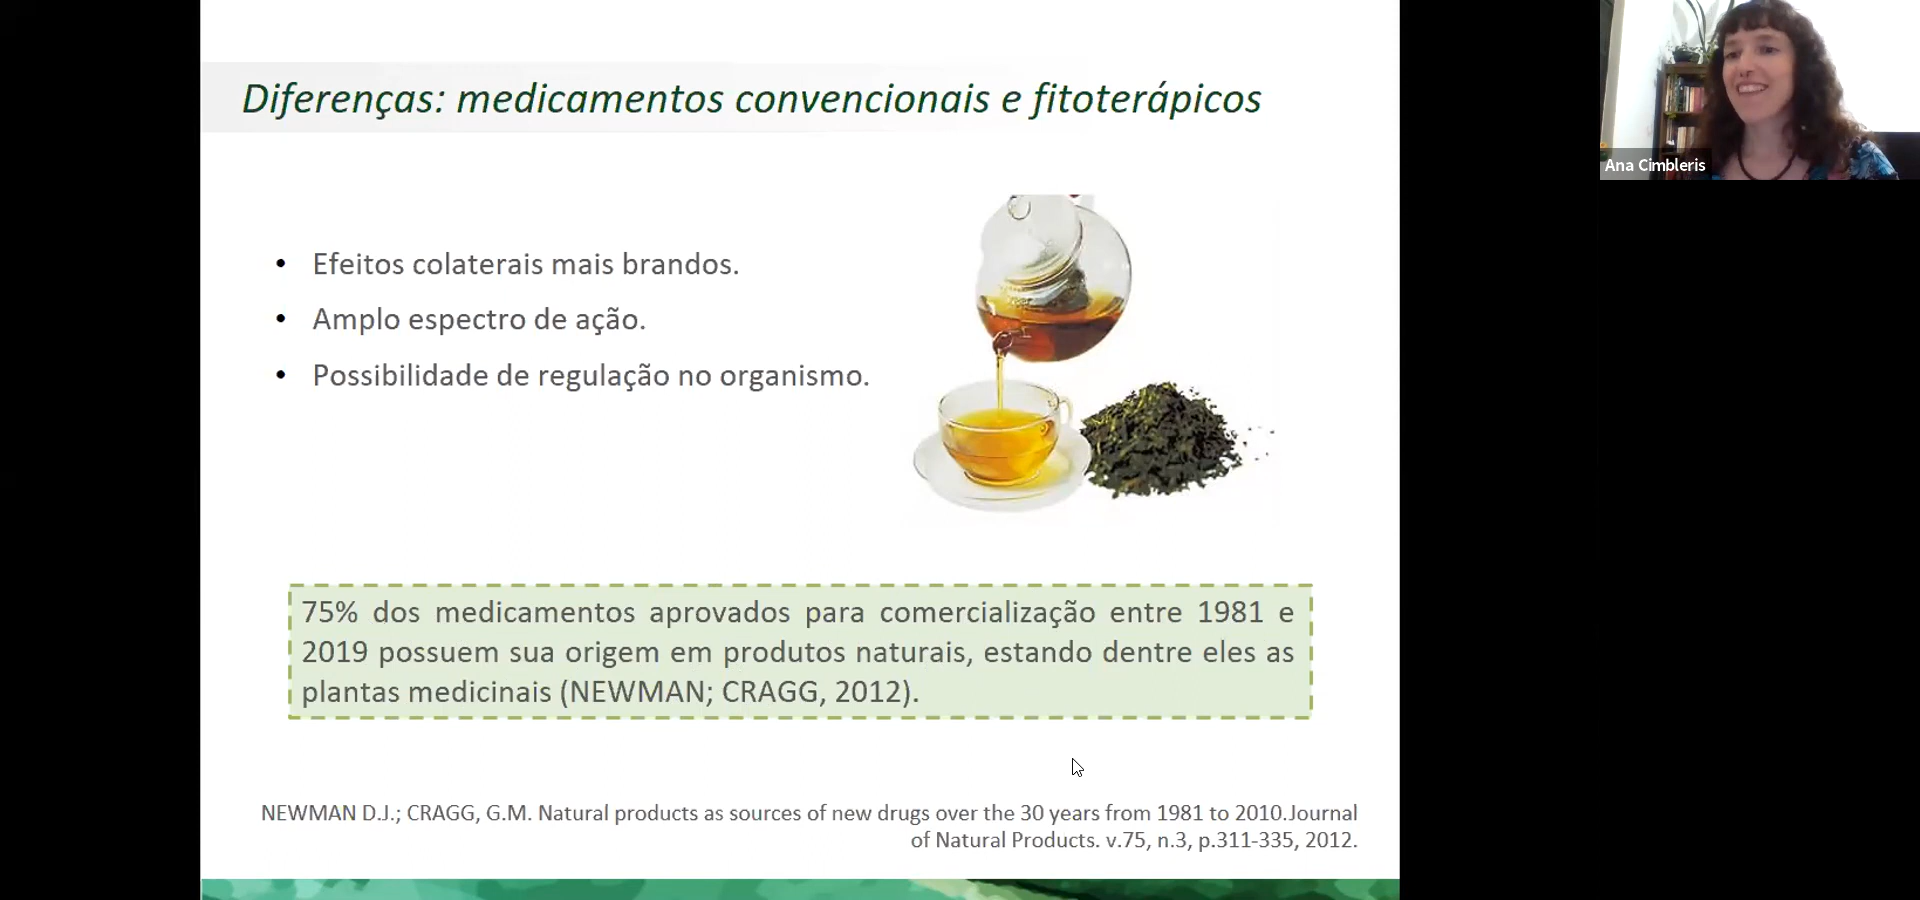 Diferenças: medicamentos convencionais e fitoterápicos
Ana Cimbleris
• Efeitos colaterais mais brandos.
• Amplo espectro de ação.
• Possibilidade de regulação no organismo.
75% dos medicamentos aprovados para comercialização entre 1981 e
2019 possuem sua origem em produtos naturais, estando dentre eles as
plantas medicinais (NEWMAN; CRAGG, 2012).
NEWMAN D.J.; CRAGG, G.M. Natural products as sources of new drugs over the 30 years from 1981 to 2010.Journal
of Natural Products. v.75, n.3, p.311-335, 2012.